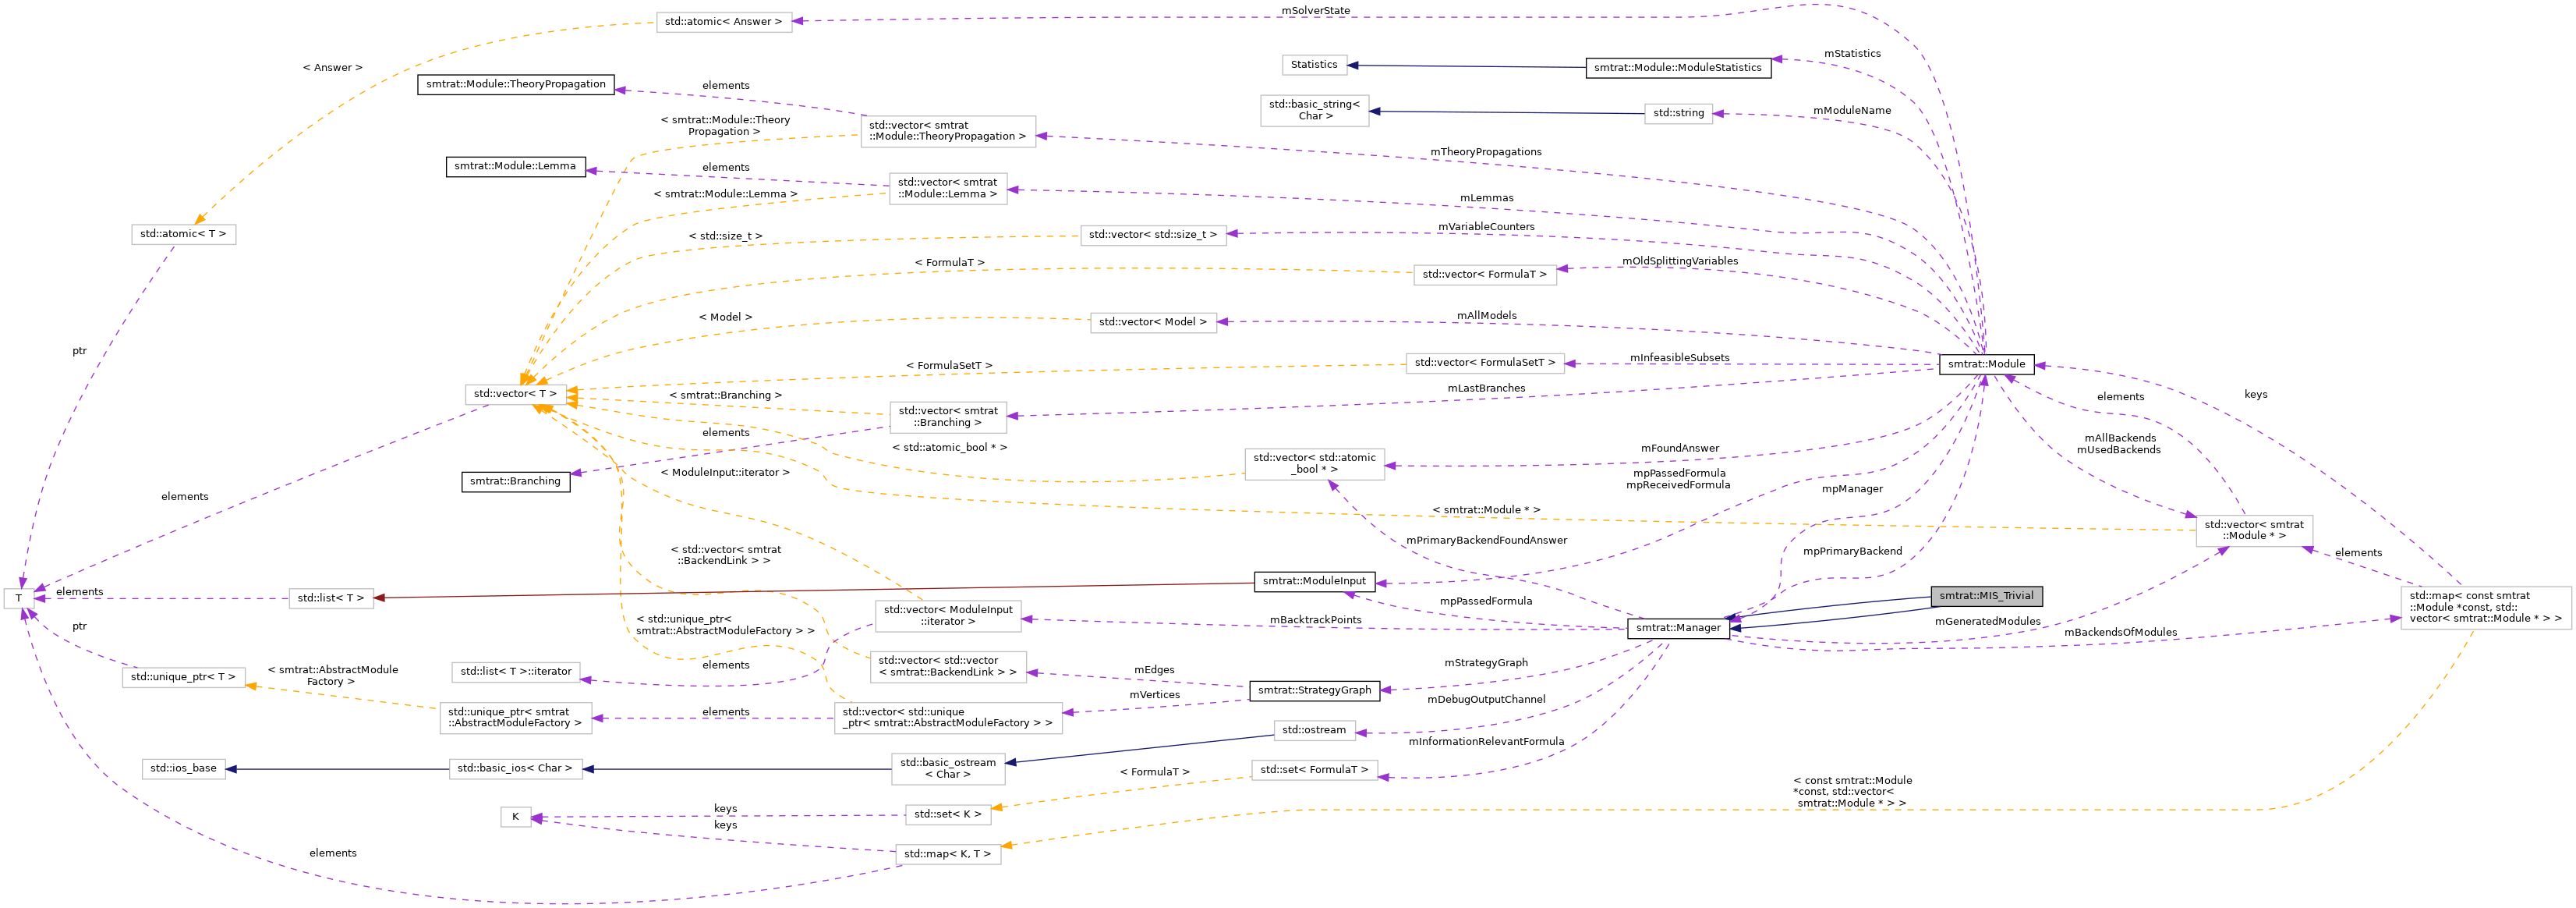 mSolverState
std::atomic< Answer >
mStatistics
Statistics
smtrat::Module::ModuleStatistics
< Answer >
smtrat::Module::TheoryPropagation
elements
std::basic_string<
Char >
std::string
mModuleName
< smtrat::Module::Theory
Propagation >
std::vector< smtrat
::Module::TheoryPropagation >
mTheoryPropagations
smtrat::Module::Lemma
elements
std::vector< smtrat
::Module::Lemma >
< smtrat::Module::Lemma >
mLemmas
std::atomic< T >
< std::size_t >
std::vector< std::size_t >
mVariableCounters
< FormulaT >
std::vector< FormulaT >
mOldSplittingVariables
< Model >
std::vector< Model >
mAllModels
ptr
< FormulaSetT >
std::vector< FormulaSetT >
mInfeasibleSubsets
smtrat::Module
std::vector< T >
< smtrat::Branching >
mLastBranches
elements
keys
std::vector< smtrat
::Branching >
elements
< std::atomic_bool * >
mAllBackends
mUsedBackends
mFoundAnswer
std::vector< std::atomic
_bool * >
smtrat::Branching
< ModuleInput::iterator >
mpPassedFormula
mpReceivedFormula
mpManager
elements
< smtrat::Module * >
std::vector< smtrat
::Module * >
mPrimaryBackendFoundAnswer
mpPrimaryBackend
elements
< std::vector< smtrat
::BackendLink > >
smtrat::ModuleInput
T
elements
std::list< T >
mpPassedFormula
smtrat::MIS_Trivial
std::map< const smtrat
::Module *const, std::
vector< smtrat::Module * > >
std::vector< ModuleInput
::iterator >
mBacktrackPoints
smtrat::Manager
mGeneratedModules
mBackendsOfModules
ptr
< std::unique_ptr<
smtrat::AbstractModuleFactory > >
std::unique_ptr< T >
< smtrat::AbstractModule
Factory >
std::list< T >::iterator
elements
std::vector< std::vector
< smtrat::BackendLink > >
mEdges
mStrategyGraph
smtrat::StrategyGraph
mVertices
mDebugOutputChannel
std::unique_ptr< smtrat
::AbstractModuleFactory >
elements
std::vector< std::unique
_ptr< smtrat::AbstractModuleFactory > >
std::ostream
mInformationRelevantFormula
std::ios_base
std::basic_ios< Char >
std::basic_ostream
< Char >
< FormulaT >
std::set< FormulaT >
< const smtrat::Module
*const, std::vector<
smtrat::Module * > >
K
keys
std::set< K >
keys
elements
std::map< K, T >